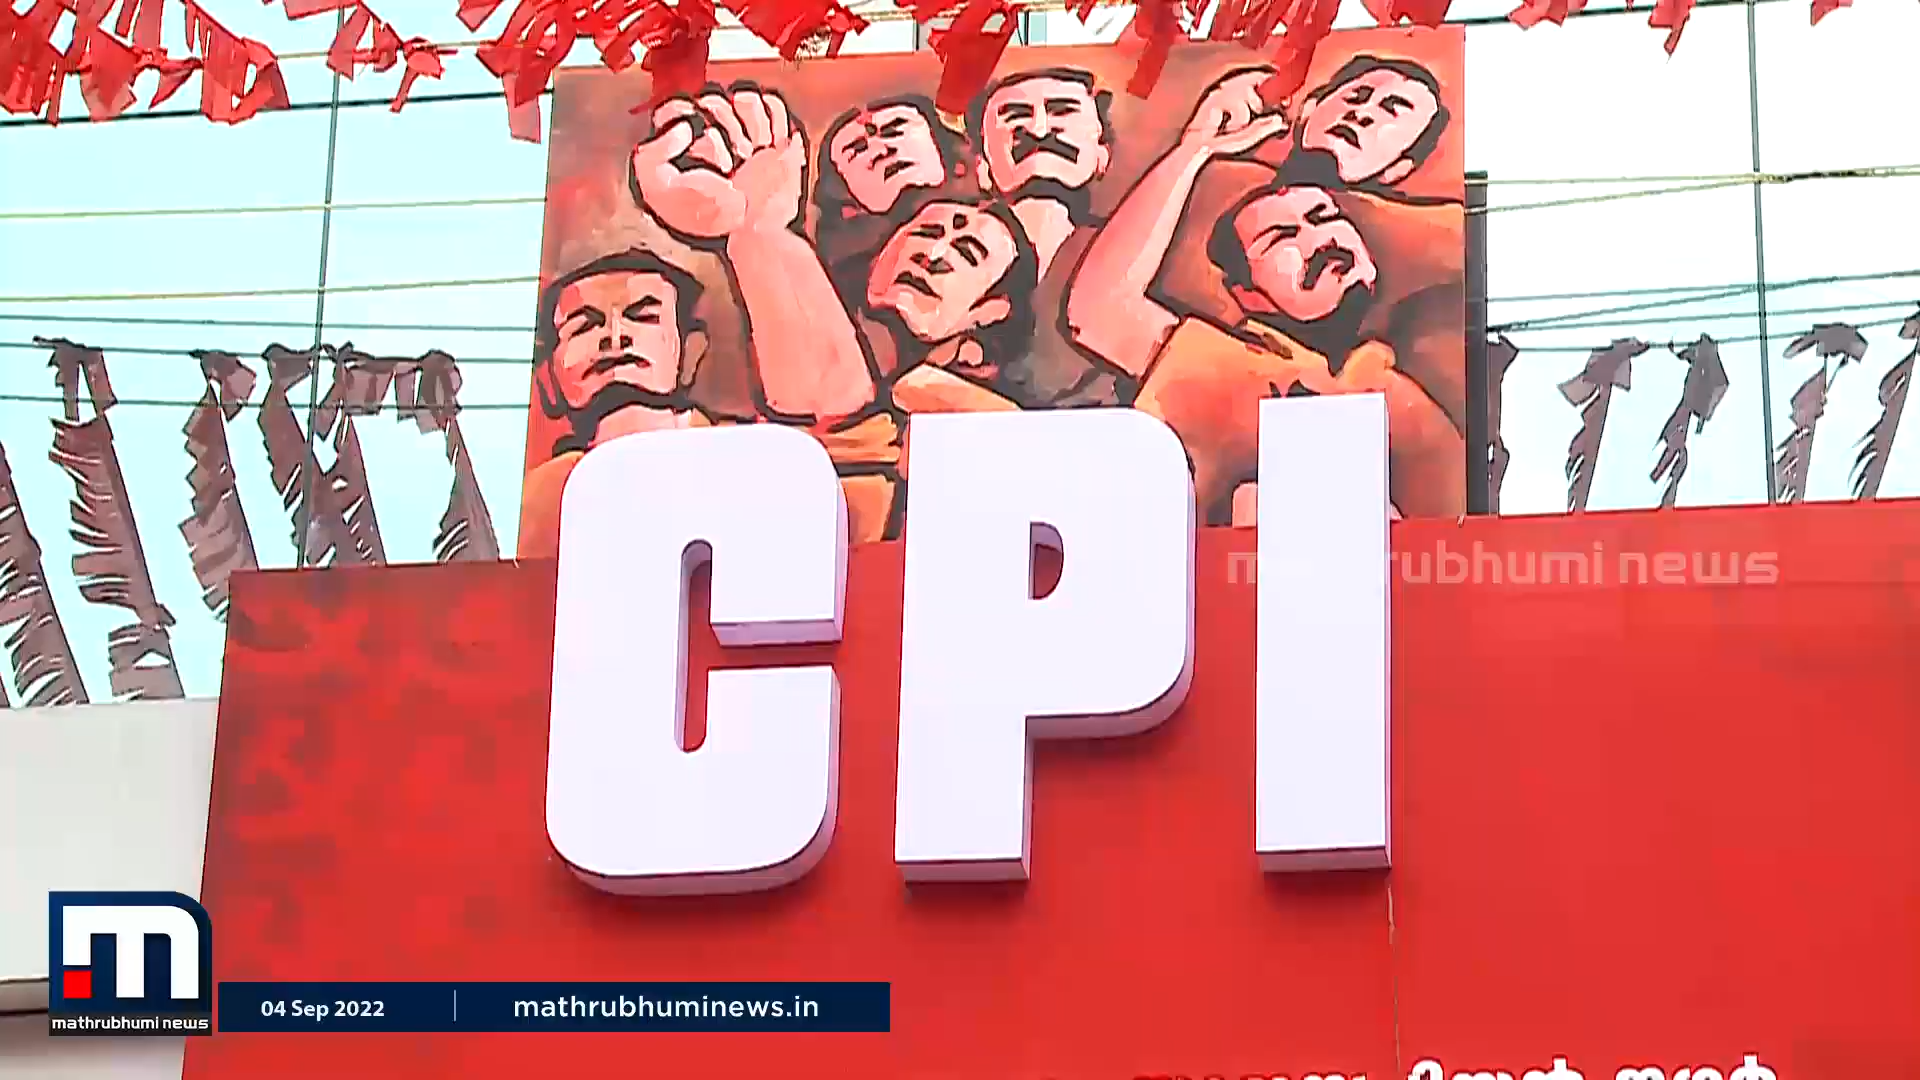 CPI
mathrubhumi news
mathrubhumi news
04 Sep 2022
mathrubhuminews.in